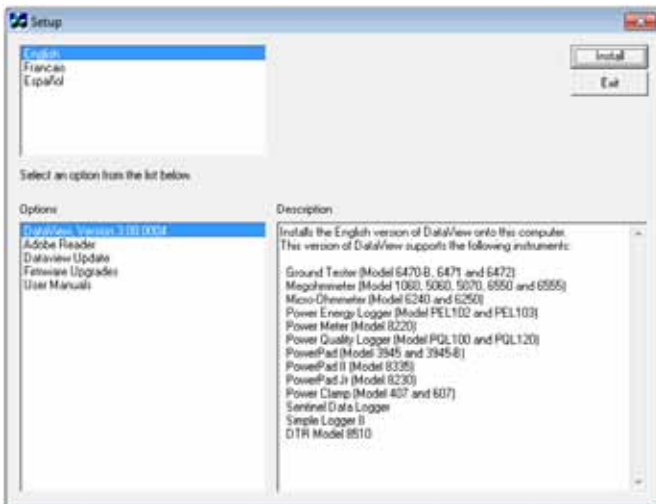 Setup
English
Francais
Español
Install
Exit
Select an option from the list below.
Options
DataView, Version 3.00.0004
Adobe Reader
Dataview Update
Firmware Upgrades
User Manuals
Description
Installs the English version of DataView onto this computer.
This version of DataView supports the following instruments:
Ground Tester (Model 6470-B, 6471 and 6472)
Megohmmeter (Model 1060, 5060, 5070, 6550 and 6555)
Micro-Ohmmeter (Model 6240 and 6250)
Power Energy Logger (Model PEL102 and PEL103)
Power Meter (Model 8220)
Power Quality Logger (Model PQL100 and PQL120)
PowerPad (Model 3945 and 3945-B)
PowerPad II (Model 8335)
PowerPad Jr (Model 8230)
Power Clamp (Model 407 and 607)
Sentinel Data Logger
Simple Logger II
DTR Model 8510